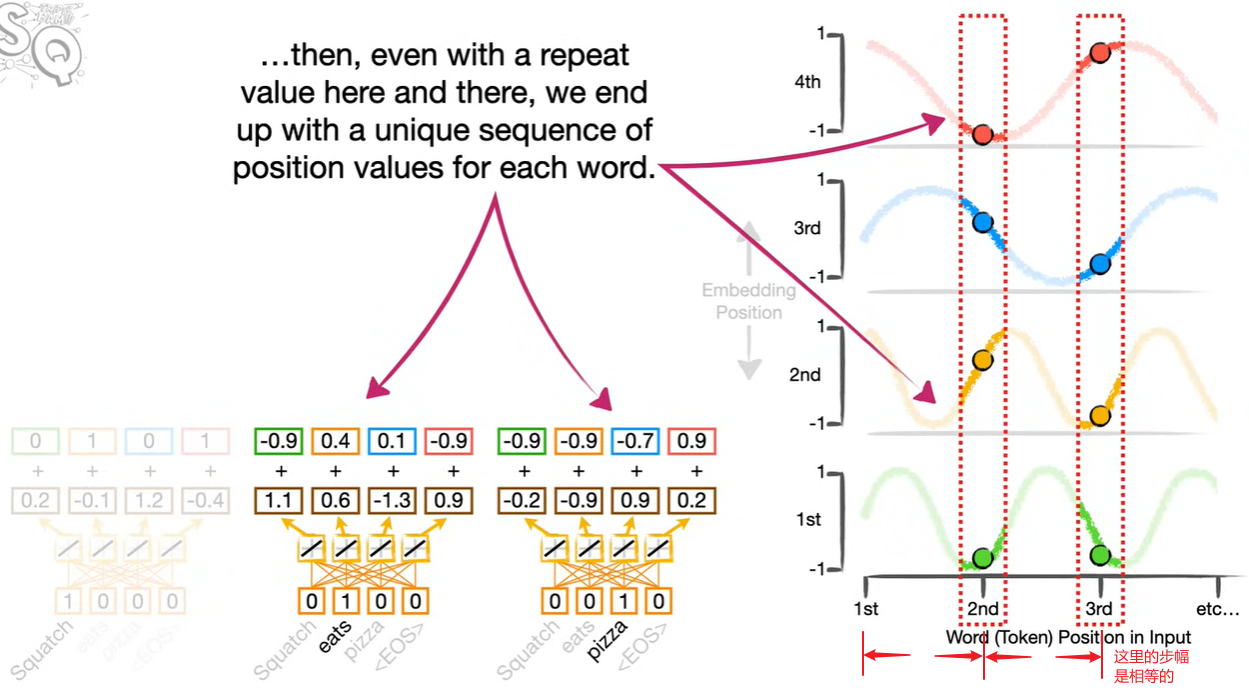 SQ
…then, even with a repeat
value here and there, we end
up with a unique sequence of
position values for each word.
1
4th
-1
1
3rd
-1
Embedding
Position
1
2nd
-1
1
1st
-1
1st 2nd 3rd etc…
Word (Token) Position in Input
这里的步幅
是相等的
0 1 0 1
+ + + +
0.2 -0.1 1.2 -0.4
1 0 0 0
Squatch eats pizza <EOS>
-0.9 0.4 0.1 -0.9
+ + + +
1.1 0.6 -1.3 0.9
0 1 0 0
Squatch eats pizza <EOS>
-0.9 -0.9 -0.7 0.9
+ + + +
-0.2 -0.9 0.9 0.2
0 0 1 0
Squatch eats pizza <EOS>